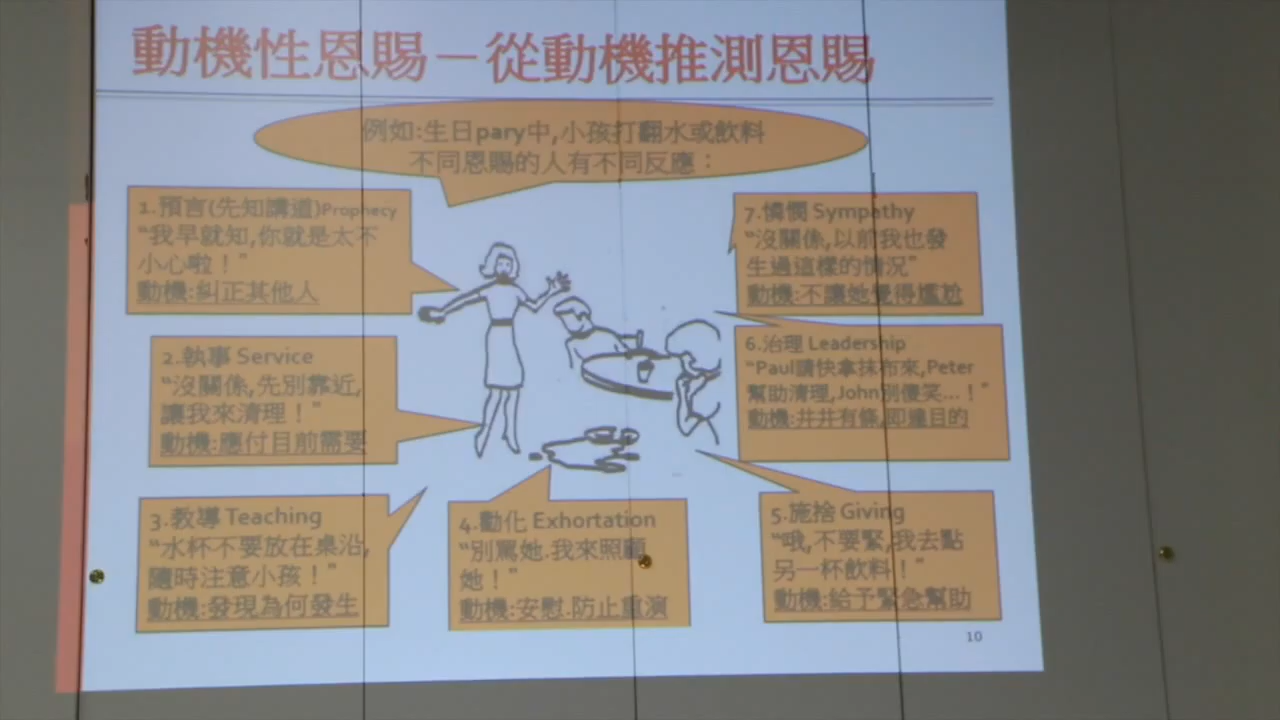 動機性恩賜－從動機推測恩賜
例如:生日pary中,小孩打翻水或飲料
不同恩賜的人有不同反應：
1.預言(先知講道)Prophecy
“我早就知,你就是太不
小心啦！”
動機:糾正其他人
2.執事 Service
“沒關係,先別靠近,
讓我來清理！”
動機:應付目前需要
3.教導 Teaching
“水杯不要放在桌沿,
隨時注意小孩！”
動機:發現為何發生
4.勸化 Exhortation
“別罵她.我來照顧
她！”
動機:安慰.防止重演
5.施捨 Giving
“哦,不要緊,我去點
另一杯飲料！”
動機:給予緊急幫助
6.治理 Leadership
“Paul請快拿抹布來,Peter
幫助清理,John別傻笑...！”
動機:井井有條,即達目的
7.憐憫 Sympathy
“沒關係,以前我也發
生過這樣的情況”
動機:不讓她覺得尷尬
10